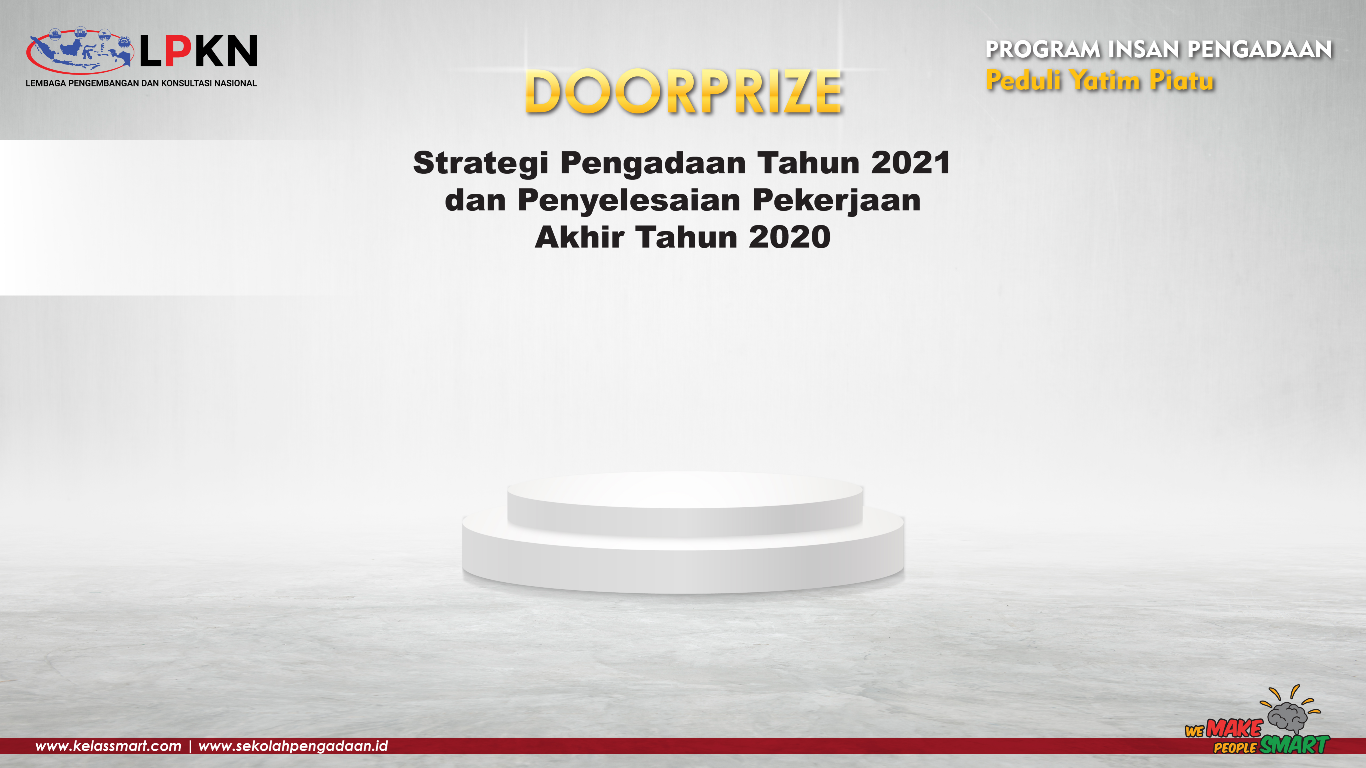 LPKN
LEMBAGA PENGEMBANGAN DAN KONSULTASI NASIONAL
PROGRAM INSAN PENGADAAN
Peduli Yatim Piatu
DOORPRIZE
Strategi Pengadaan Tahun 2021
dan Penyelesaian Pekerjaan
Akhir Tahun 2020
www.kelassmart.com | www.sekolahpengadaan.id
WE MAKE
PEOPLE SMART